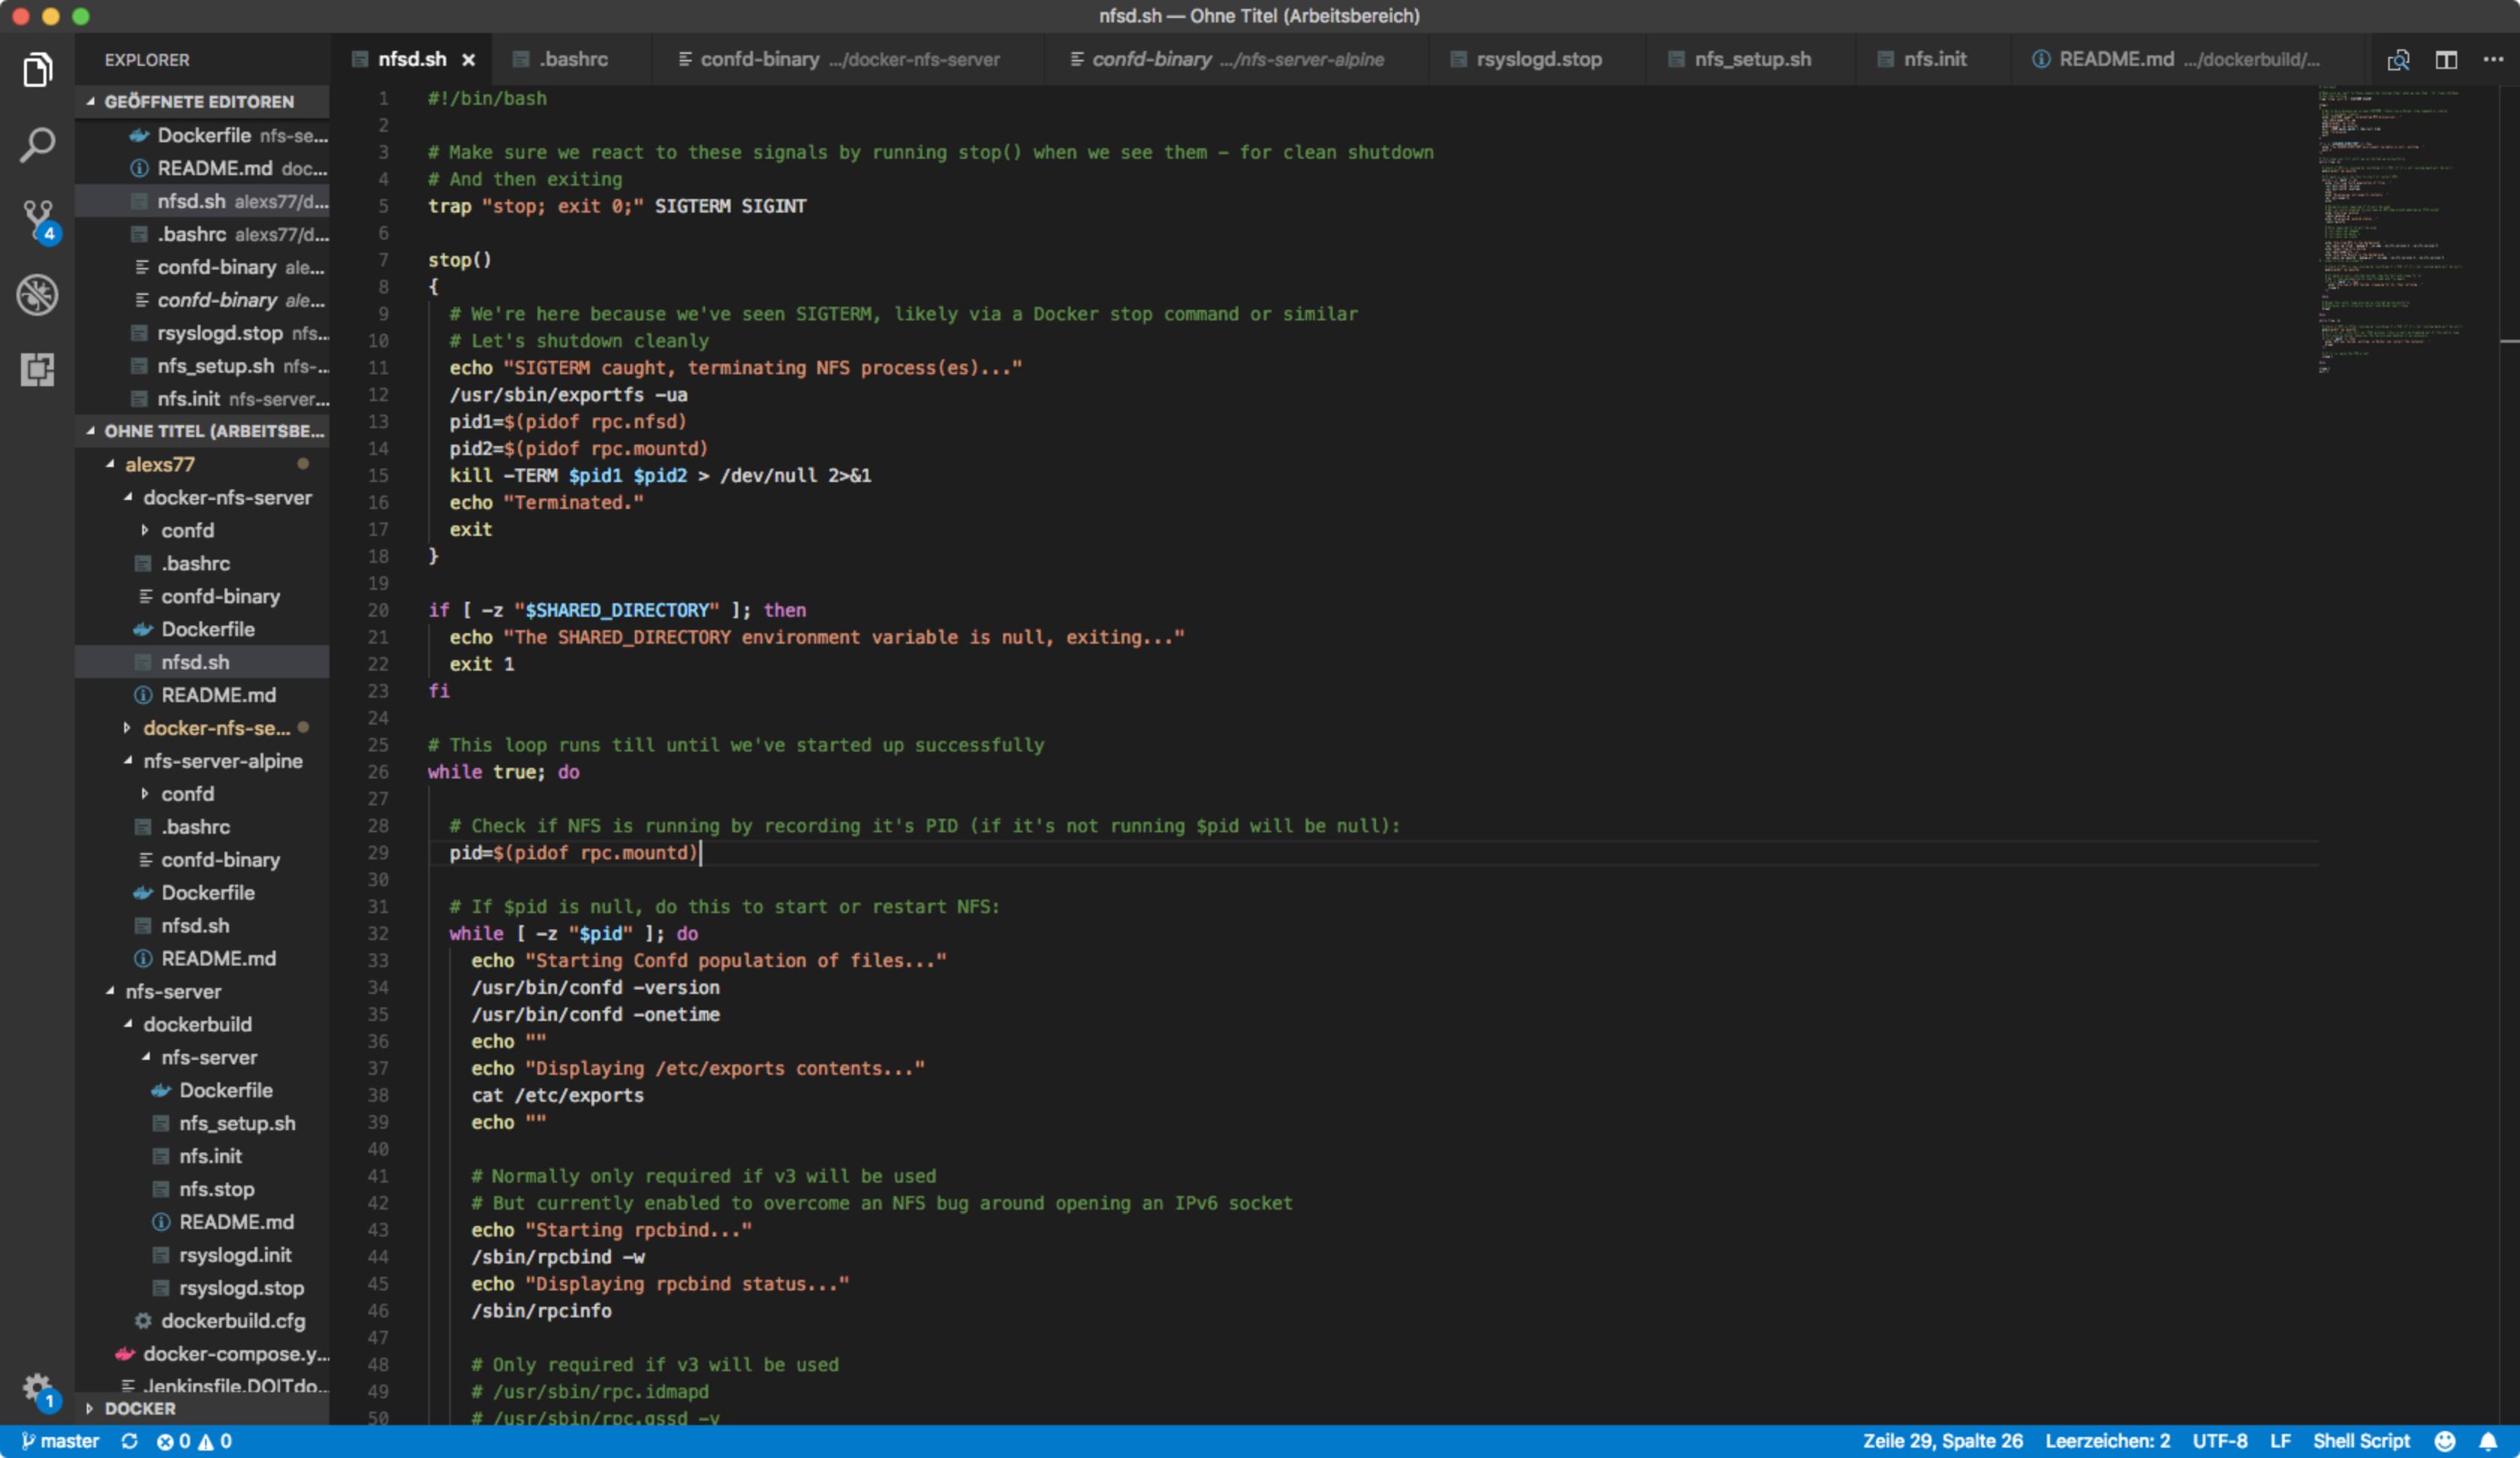 nfsd.sh — Ohne Titel (Arbeitsbereich)
EXPLORER
nfsd.sh
.bashrc
confd-binary .../docker-nfs-server
confd-binary .../nfs-server-alpine
rsyslogd.stop
nfs_setup.sh
nfs.init
README.md .../dockerbuild/...
GEÖFFNETE EDITOREN
Dockerfile nfs-se...
README.md doc...
nfsd.sh alexs77/d...
.bashrc alexs77/d...
confd-binary ale...
confd-binary ale...
rsyslogd.stop nfs...
nfs_setup.sh nfs-...
nfs.init nfs-server...
OHNE TITEL (ARBEITSBE...
alexs77
docker-nfs-server
confd
.bashrc
confd-binary
Dockerfile
nfsd.sh
README.md
docker-nfs-se...
nfs-server-alpine
confd
.bashrc
confd-binary
Dockerfile
nfsd.sh
README.md
nfs-server
dockerbuild
nfs-server
Dockerfile
nfs_setup.sh
nfs.init
nfs.stop
README.md
rsyslogd.init
rsyslogd.stop
dockerbuild.cfg
docker-compose.y...
Jenkinsfile.DOITdo...
DOCKER
4
1
1 #!/bin/bash
2
3 # Make sure we react to these signals by running stop() when we see them – for clean shutdown
4 # And then exiting
5 trap "stop; exit 0;" SIGTERM SIGINT
6
7 stop()
8 {
9 # We're here because we've seen SIGTERM, likely via a Docker stop command or similar
10 # Let's shutdown cleanly
11 echo "SIGTERM caught, terminating NFS process(es)..."
12 /usr/sbin/exportfs -ua
13 pid1=$(pidof rpc.nfsd)
14 pid2=$(pidof rpc.mountd)
15 kill -TERM $pid1 $pid2 > /dev/null 2>&1
16 echo "Terminated."
17 exit
18 }
19
20 if [ -z "$SHARED_DIRECTORY" ]; then
21 echo "The SHARED_DIRECTORY environment variable is null, exiting..."
22 exit 1
23 fi
24
25 # This loop runs till until we've started up successfully
26 while true; do
27
28 # Check if NFS is running by recording it's PID (if it's not running $pid will be null):
29 pid=$(pidof rpc.mountd)
30
31 # If $pid is null, do this to start or restart NFS:
32 while [ -z "$pid" ]; do
33 echo "Starting Confd population of files..."
34 /usr/bin/confd -version
35 /usr/bin/confd -onetime
36 echo ""
37 echo "Displaying /etc/exports contents..."
38 cat /etc/exports
39 echo ""
40
41 # Normally only required if v3 will be used
42 # But currently enabled to overcome an NFS bug around opening an IPv6 socket
43 echo "Starting rpcbind..."
44 /sbin/rpcbind -w
45 echo "Displaying rpcbind status..."
46 /sbin/rpcinfo
47
48 # Only required if v3 will be used
49 # /usr/sbin/rpc.idmapd
50 # /usr/sbin/rpc.gssd -v
master 0 0
Zeile 29, Spalte 26 Leerzeichen: 2 UTF-8 LF Shell Script